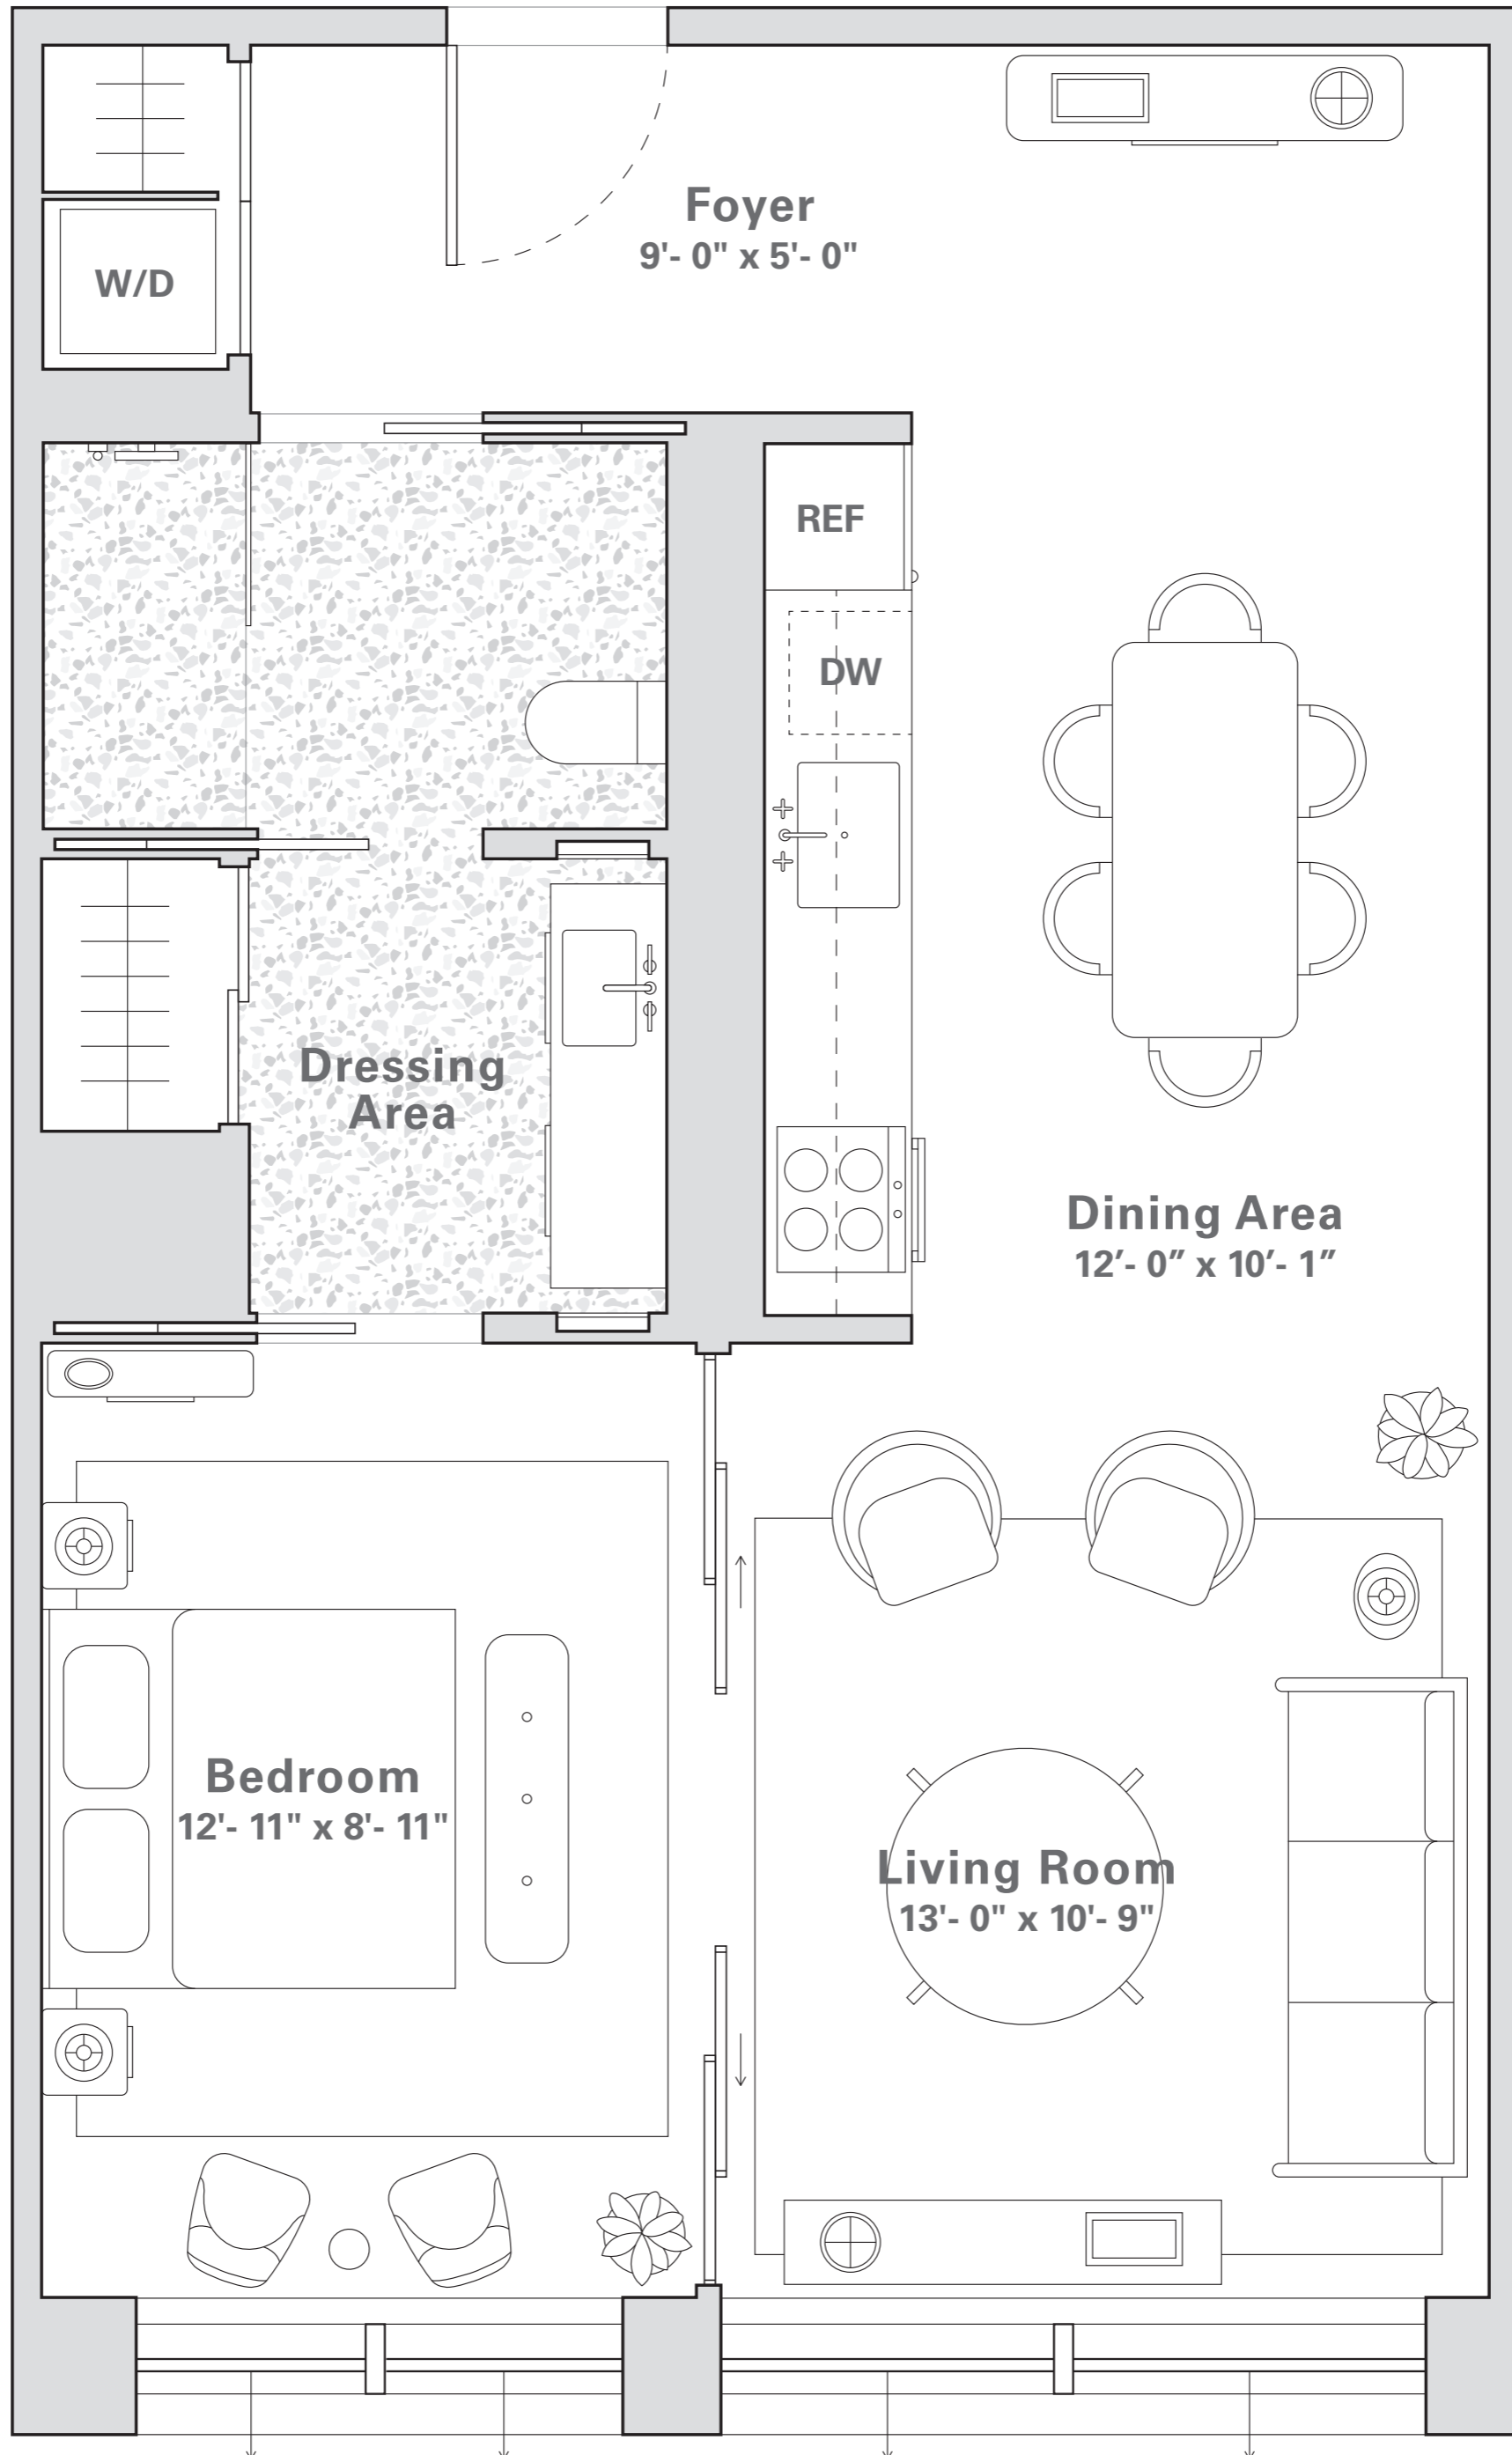 Foyer
9'- 0" x 5'- 0"
W/D
REF
DW
Dressing
Area
Dining Area
12′- 0″ x 10′- 1″
Bedroom
12'- 11" x 8'- 11"
Living Room
13'- 0" x 10'- 9"